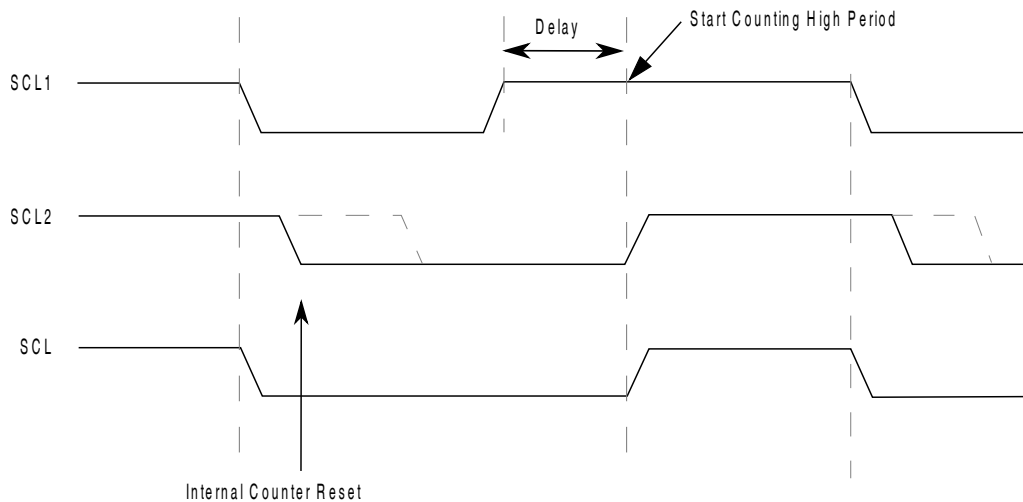 Start Counting High Period
Delay
SCL1
SCL2
SCL
Internal Counter Reset